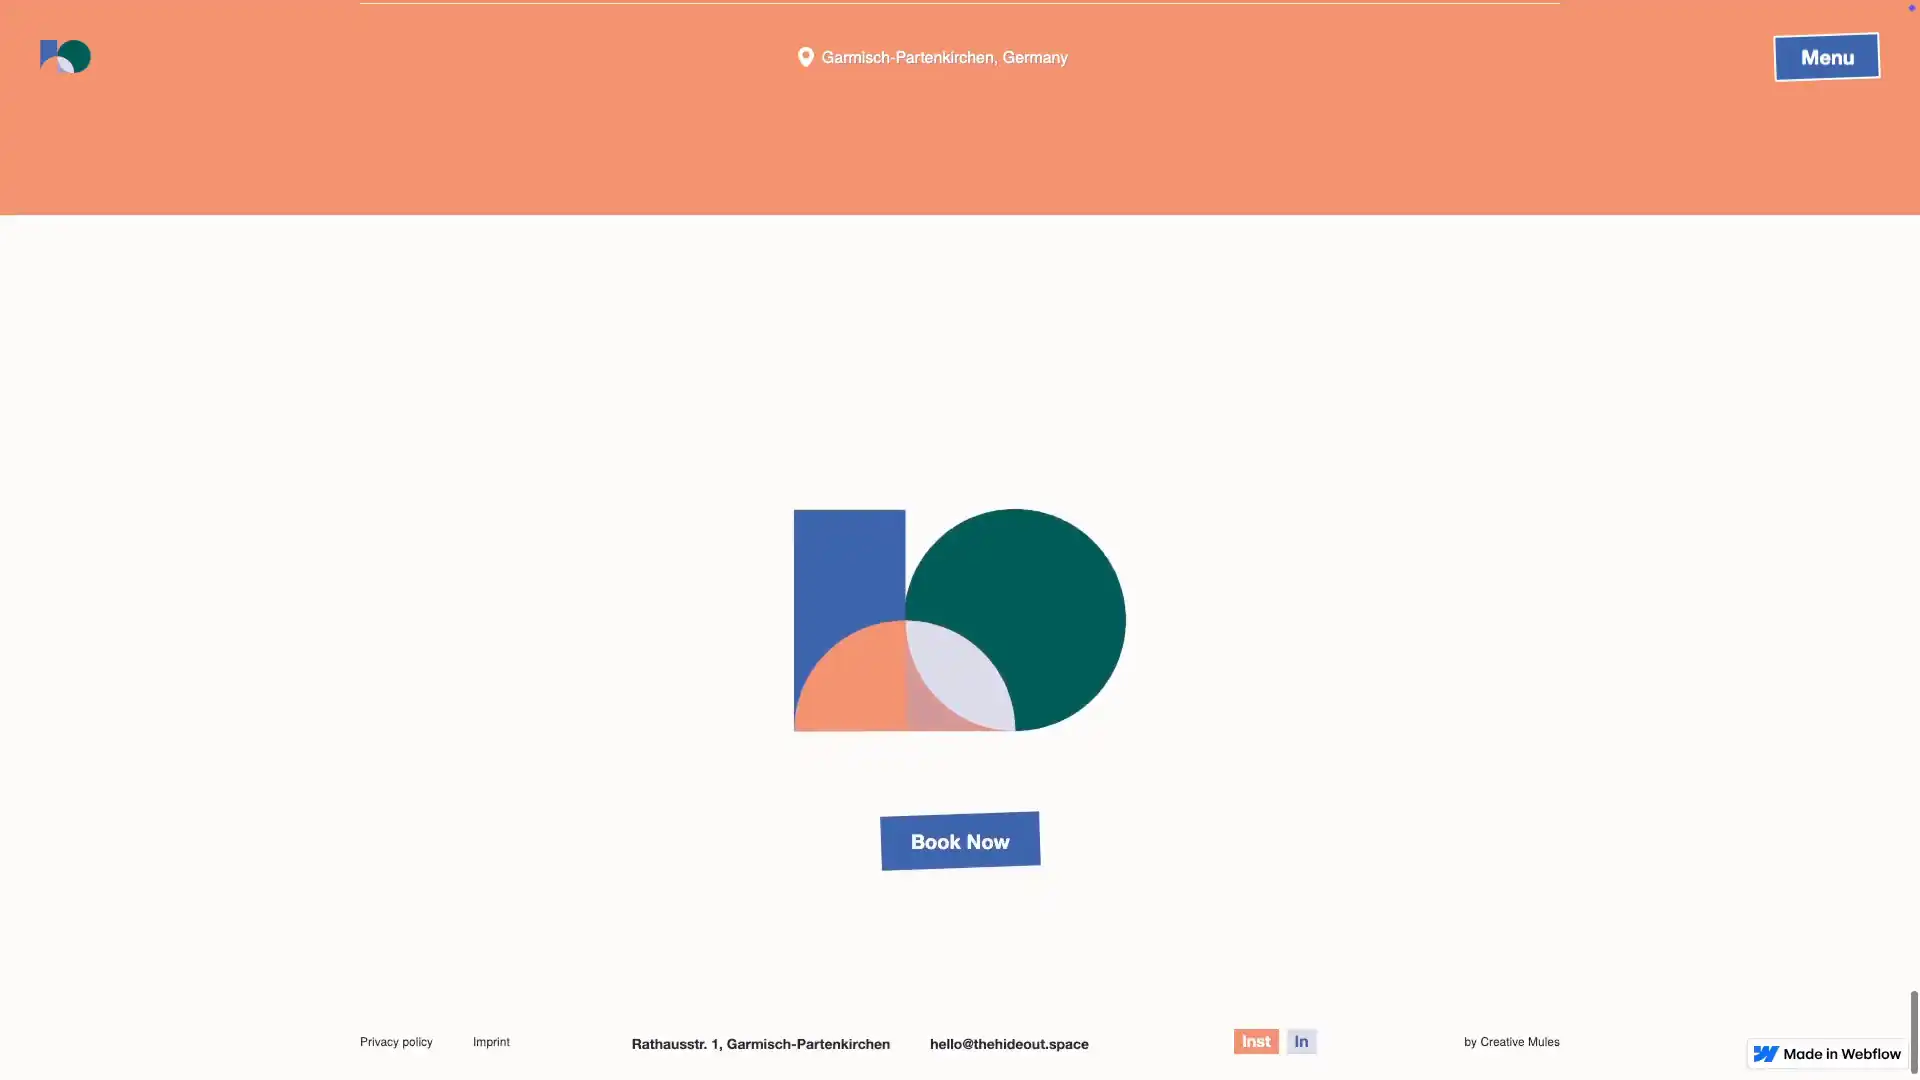 Garmisch-Partenkirchen, Germany
Menu
Book Now
Privacy policy
Imprint
Rathausstr. 1, Garmisch-Partenkirchen
hello@thehideout.space
Inst
In
by Creative Mules
Made in Webflow